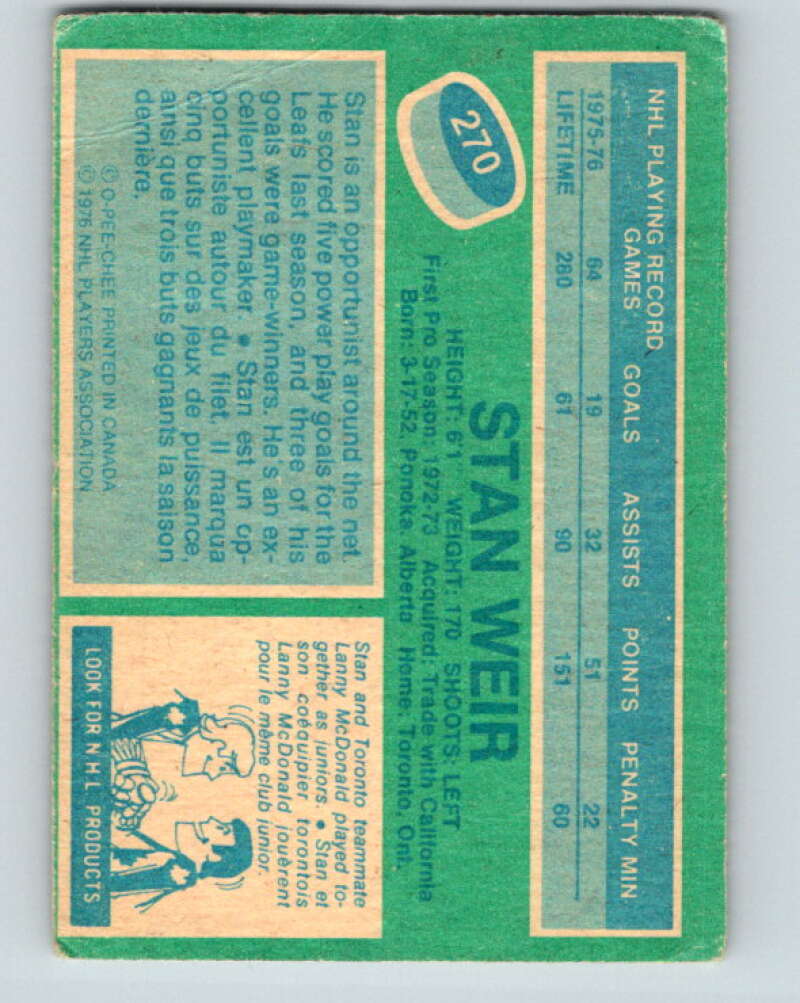 NHL PLAYING RECORD
GAMES GOALS ASSISTS POINTS PENALTY MIN
1975-76 64 19 32 51 22
LIFETIME 280 61 90 151 60
270
STAN WEIR
HEIGHT: 6'1 WEIGHT: 170 SHOOTS: LEFT
First Pro Season: 1972-73 Acquired: Trade with California
Born: 3-17-52, Ponoka, Alberta Home: Toronto, Ont.
Stan is an opportunist around the net.
He scored five power play goals for the
Leafs last season, and three of his
goals were game-winners. He's an ex-
cellent playmaker. • Stan est un op-
portuniste autour du filet. Il marqua
cinq buts sur des jeux de puissance,
ainsi que trois buts gagnants la saison
dernière.
© O-PEE-CHEE PRINTED IN CANADA
© 1976 NHL PLAYERS ASSOCIATION
Stan and Toronto teammate
Lanny McDonald played to-
gether as juniors. • Stan et
son coéquipier torontois
Lanny McDonald jouèrent
pour le même club junior.
LOOK FOR N.H.L PRODUCTS